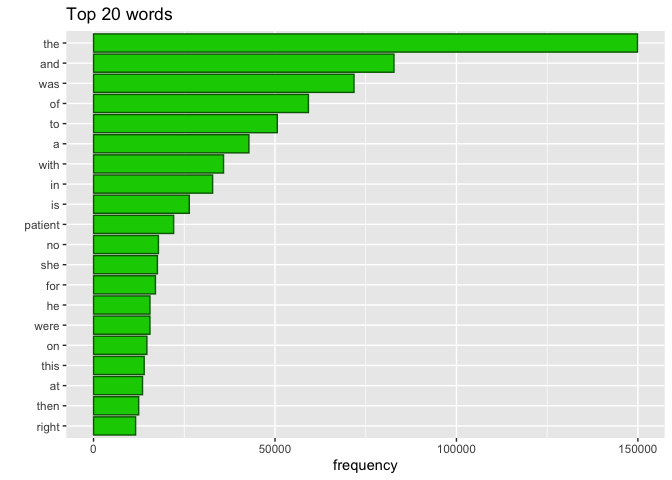 Top 20 words
the
and
was
of
to
a
with
in
is
patient
no
she
for
he
were
on
this
at
then
right
0 50000 100000 150000
frequency